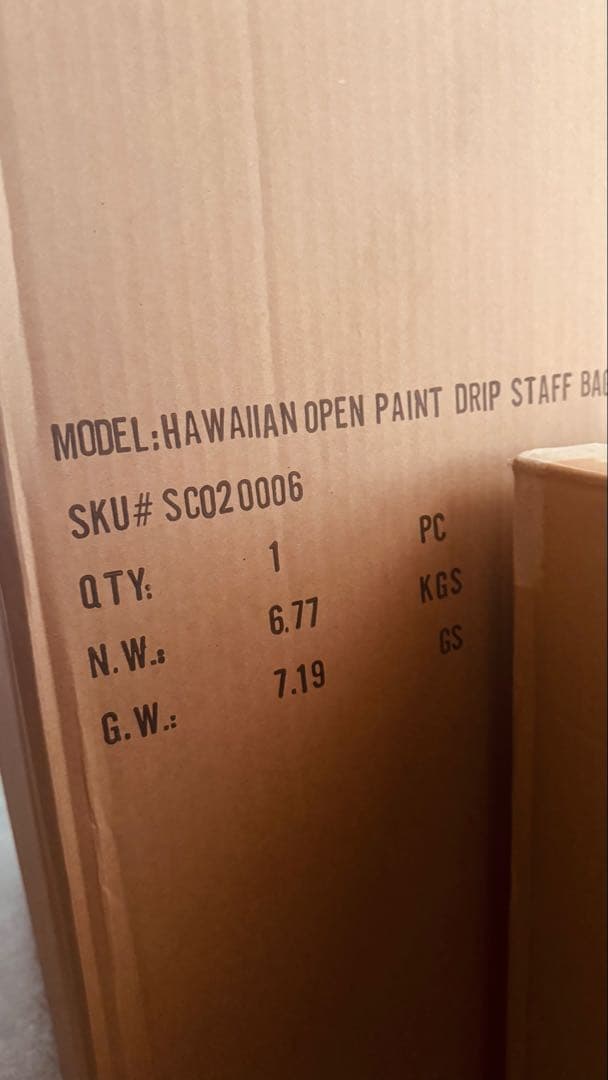 MODEL:HAWAIIAN OPEN PAINT DRIP STAFF
SKU# SC020006
QTY: 1 PC
N.W.: 6.77 KGS
G.W.: 7.19 GS